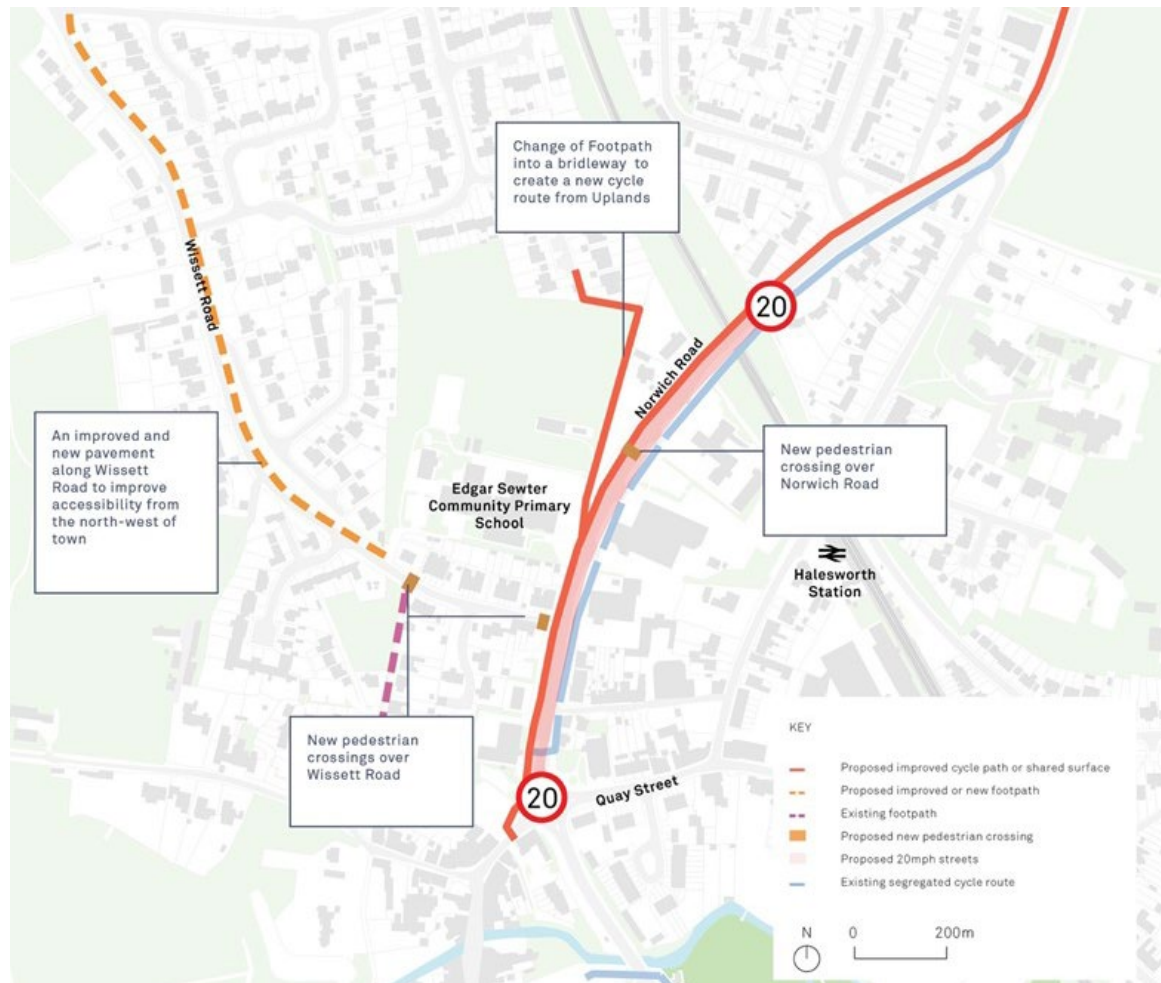 Change of Footpath
into a bridleway to
create a new cycle
route from Uplands
Wissett Road
20
Norwich Road
An improved and
new pavement
along Wissett
Road to improve
accessibility from
the north-west of
town
New pedestrian
crossing over
Norwich Road
Edgar Sewter
Community Primary
School
Halesworth
Station
New pedestrian
crossings over
Wissett Road
20
Quay Street
KEY
Proposed improved cycle path or shared surface
Proposed improved or new footpath
Existing footpath
Proposed new pedestrian crossing
Proposed 20mph streets
Existing segregated cycle route
N
0 200m